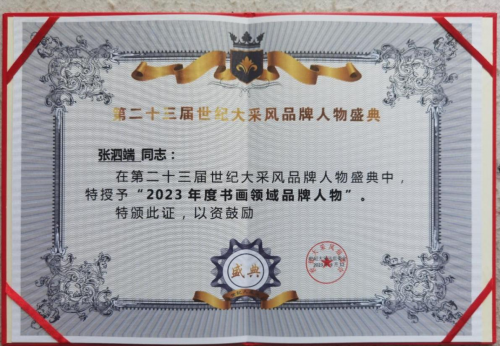 第二十三届世纪大采风品牌人物盛典
张泗端 同志：
在第二十三届世纪大采风品牌人物盛典中，
特授予“2023年度书画领域品牌人物”。
特颁此证，以资鼓励
盛典